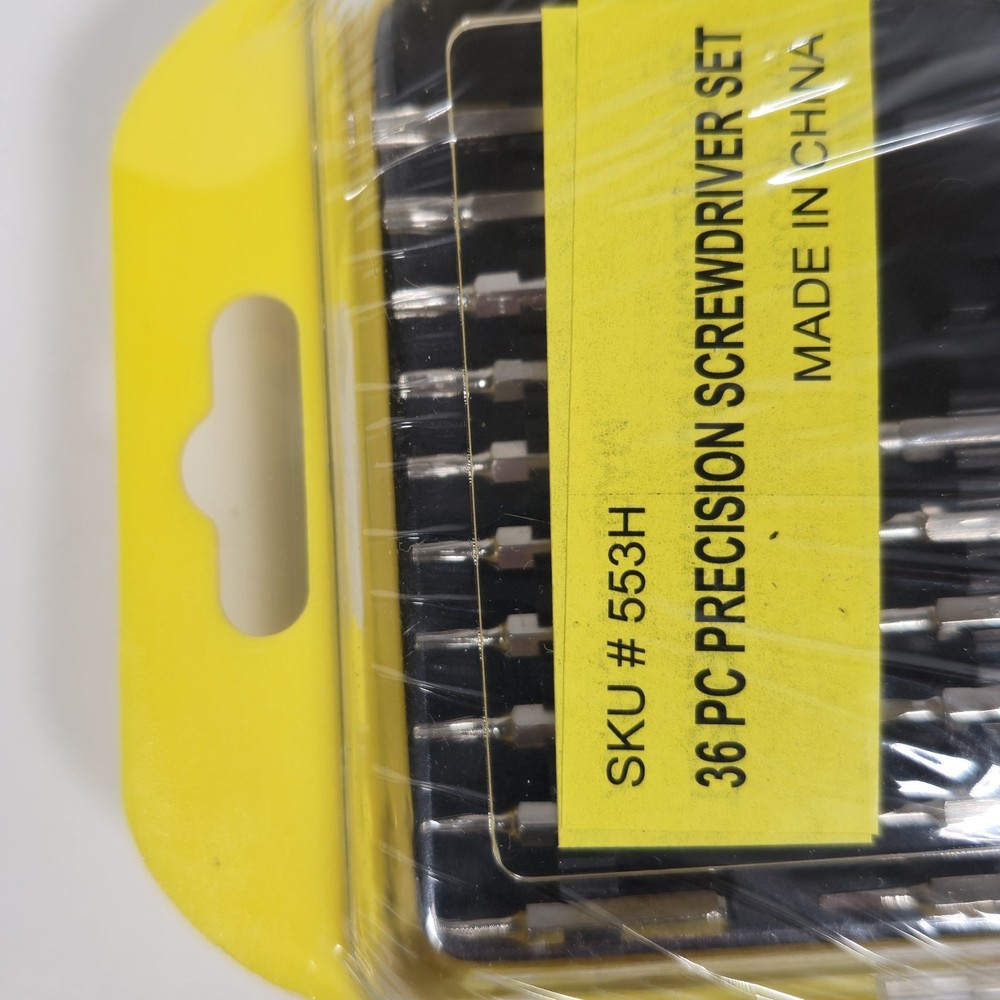 SKU # 553H
36 PC PRECISION SCREWDRIVER SET
MADE IN CHINA